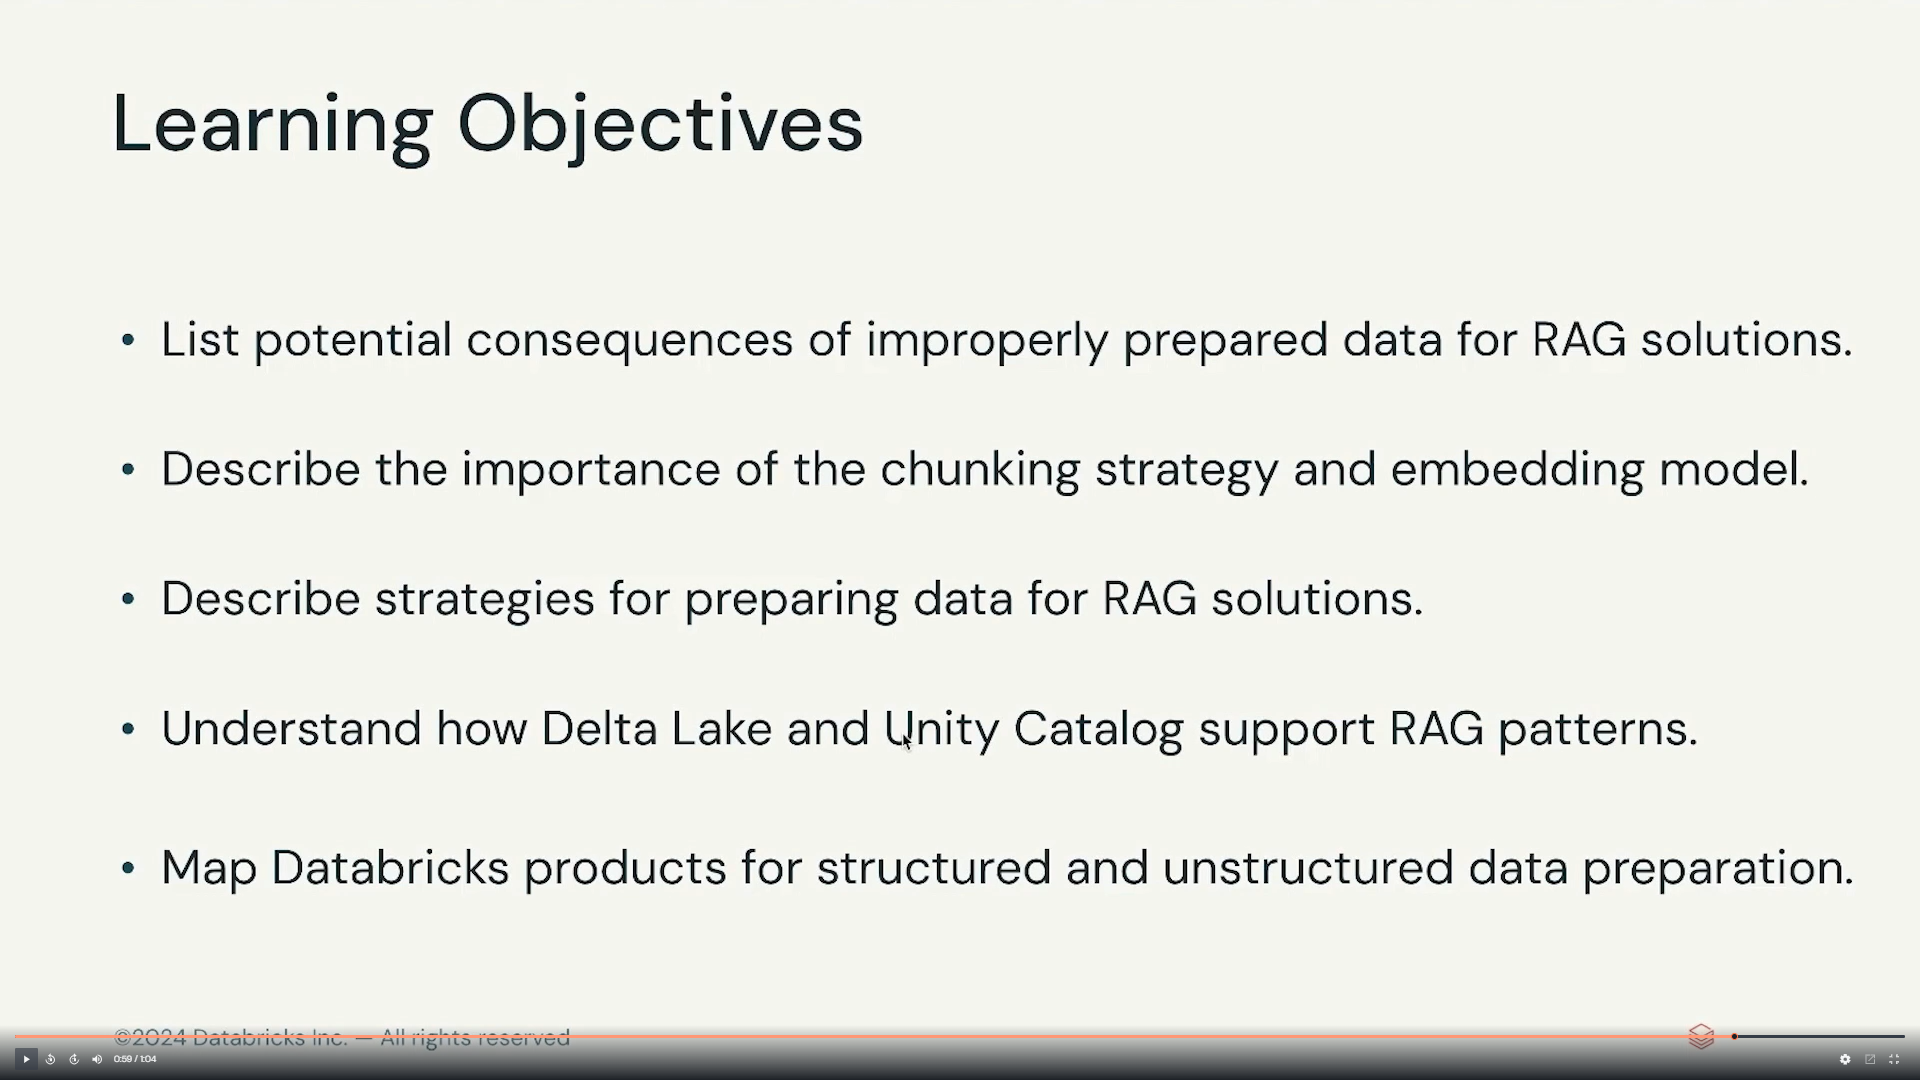 Learning Objectives
• List potential consequences of improperly prepared data for RAG solutions.
• Describe the importance of the chunking strategy and embedding model.
• Describe strategies for preparing data for RAG solutions.
• Understand how Delta Lake and Unity Catalog support RAG patterns.
• Map Databricks products for structured and unstructured data preparation.
©2024 Databricks Inc. — All rights reserved
0:59 / 1:04